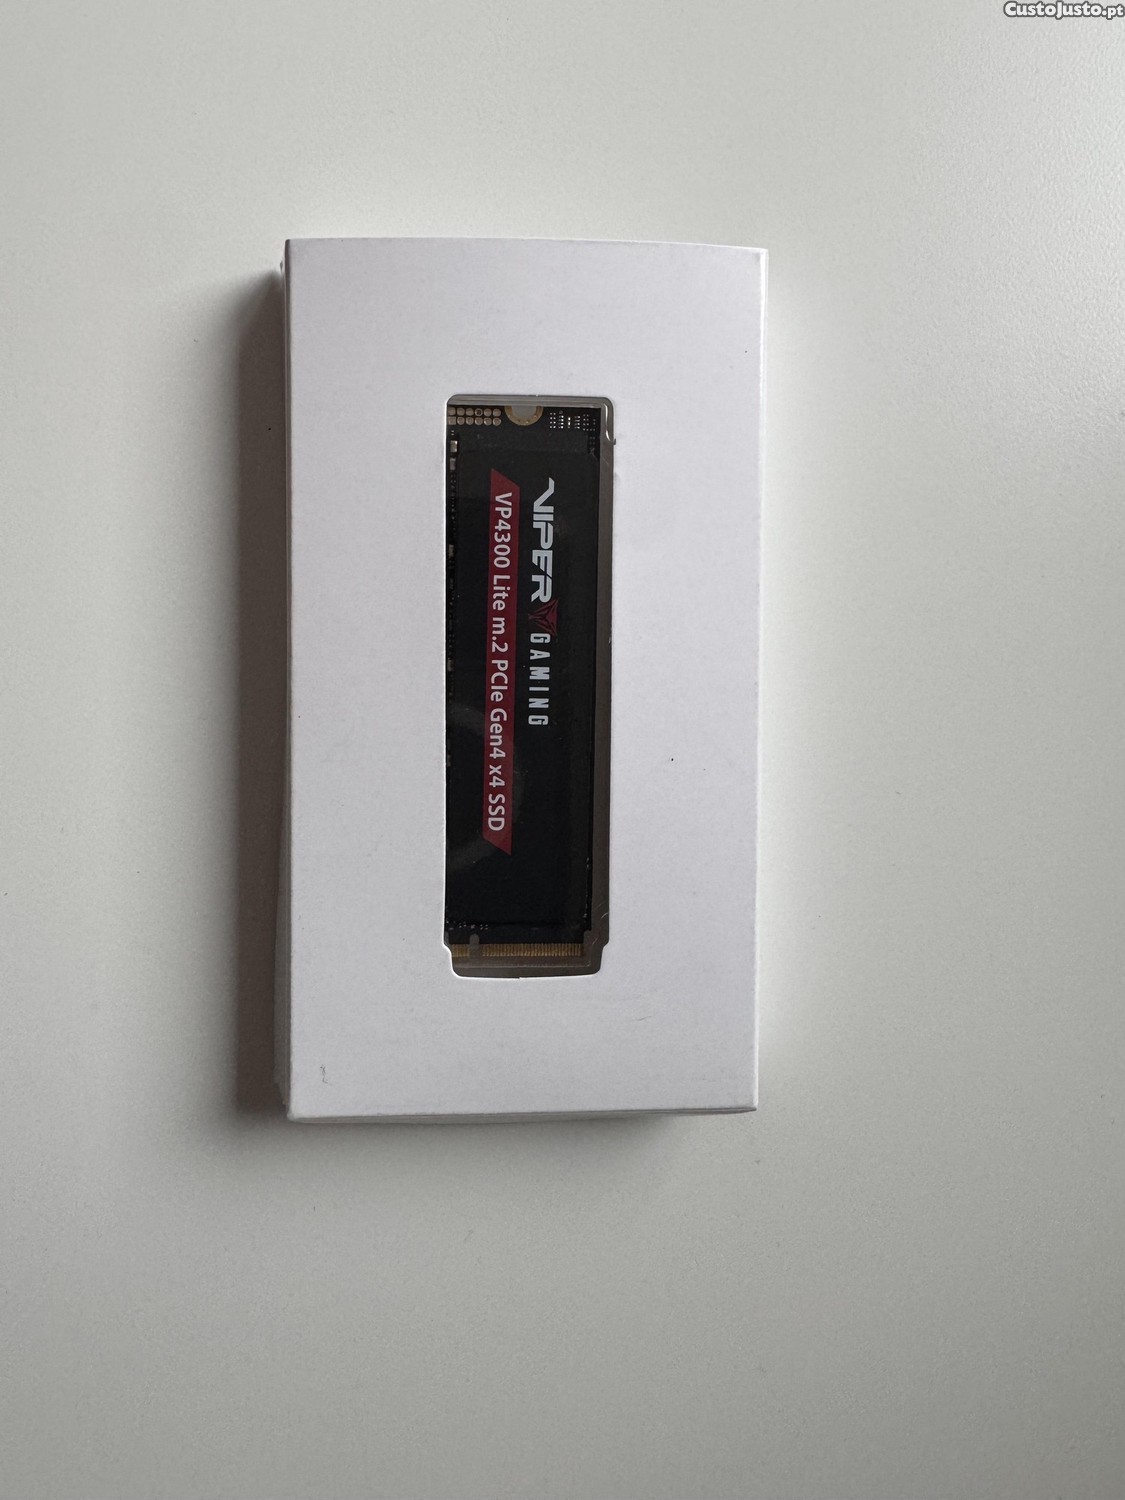 CustoJusto.pt
VIPER GAMING
VP4300 Lite m.2 PCIe Gen4 x4 SSD